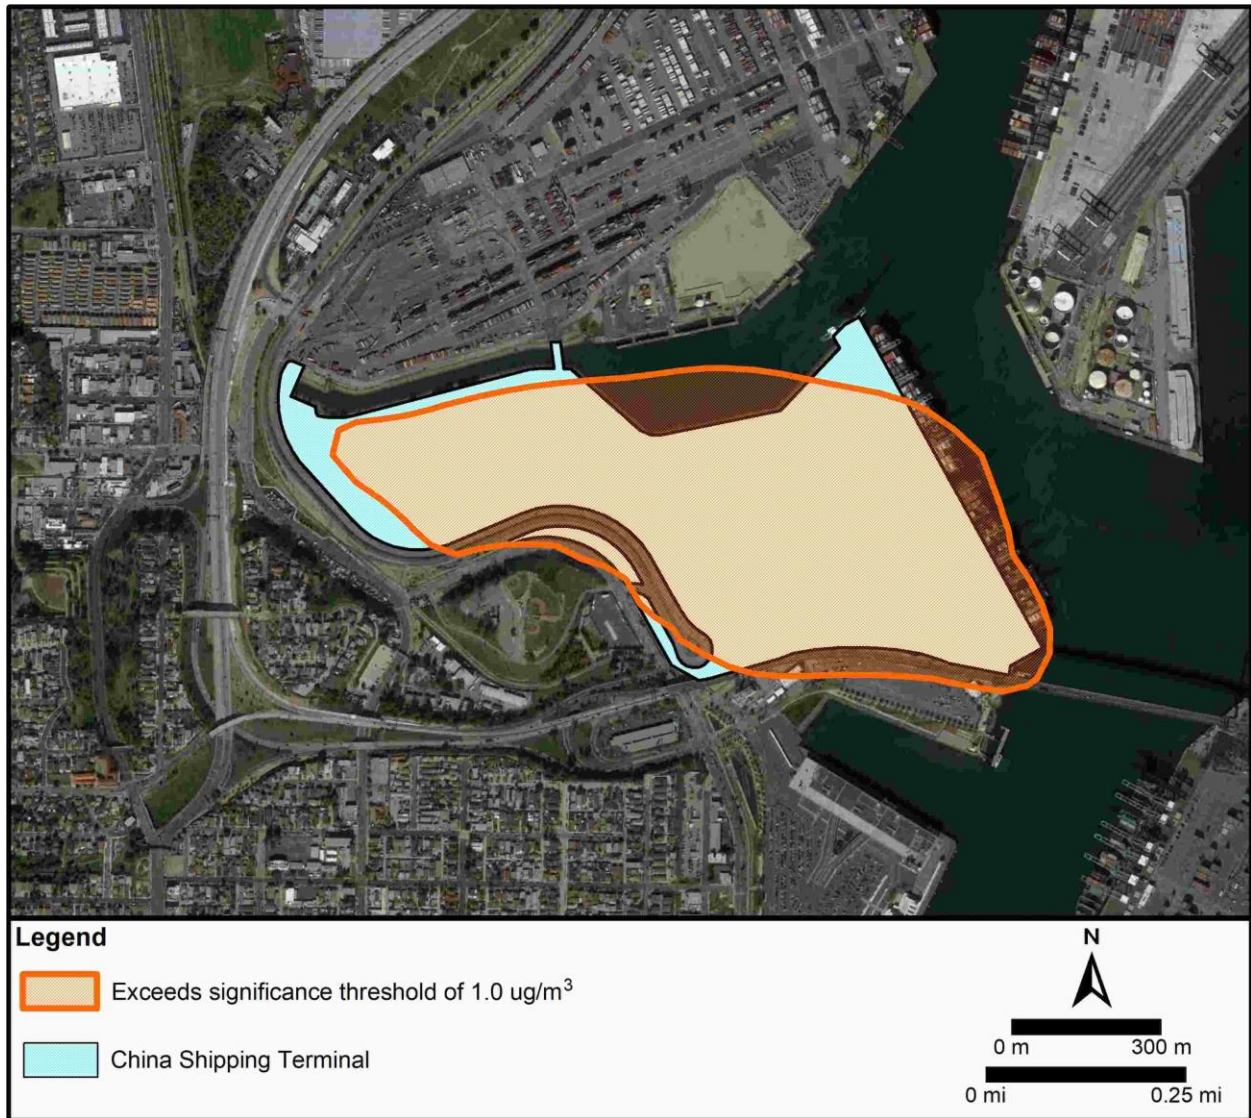 Legend
Exceeds significance threshold of 1.0 ug/m³
China Shipping Terminal
N
0 m 300 m
0 mi 0.25 mi